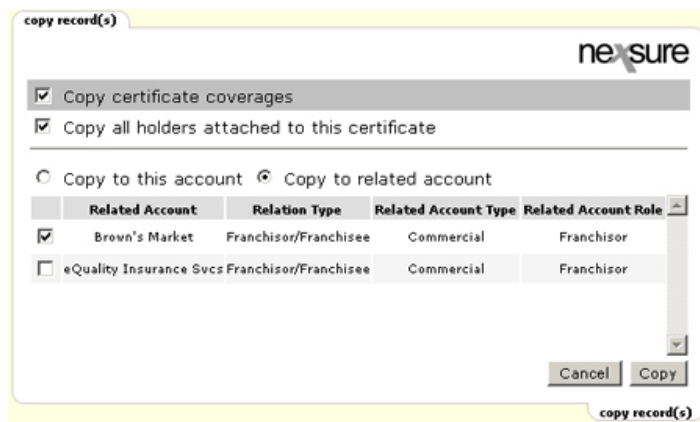 copy record(s)
nexsure
Copy certificate coverages
Copy all holders attached to this certificate
Copy to this account Copy to related account
Related Account Relation Type Related Account Type Related Account Role
Brown's Market Franchisor/Franchisee Commercial Franchisor
eQuality Insurance Svcs Franchisor/Franchisee Commercial Franchisor
Cancel Copy
copy record(s)